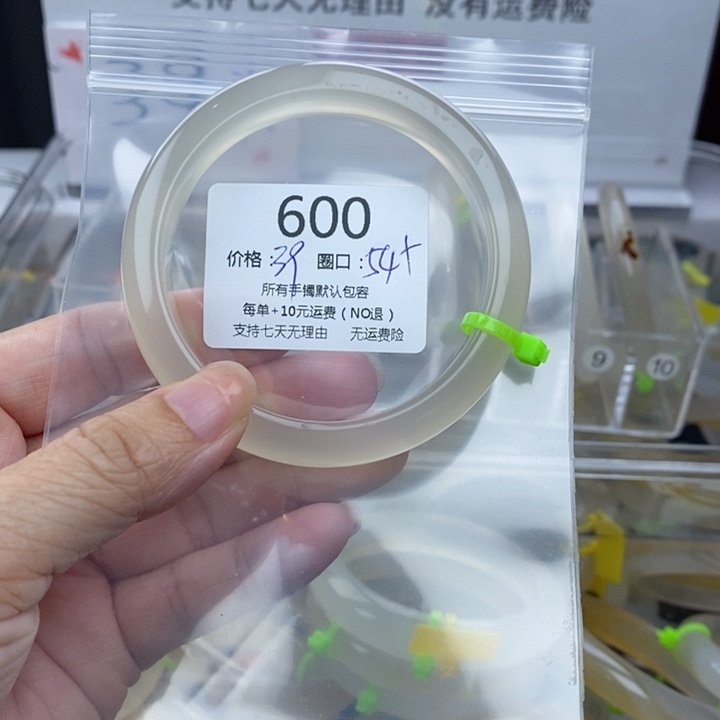 支持七天无理由 没有运费险
600
价格:39 圈口:54+
所有手镯默认包容
每单+10元运费(NO退)
支持七天无理由 无运费险
9
10